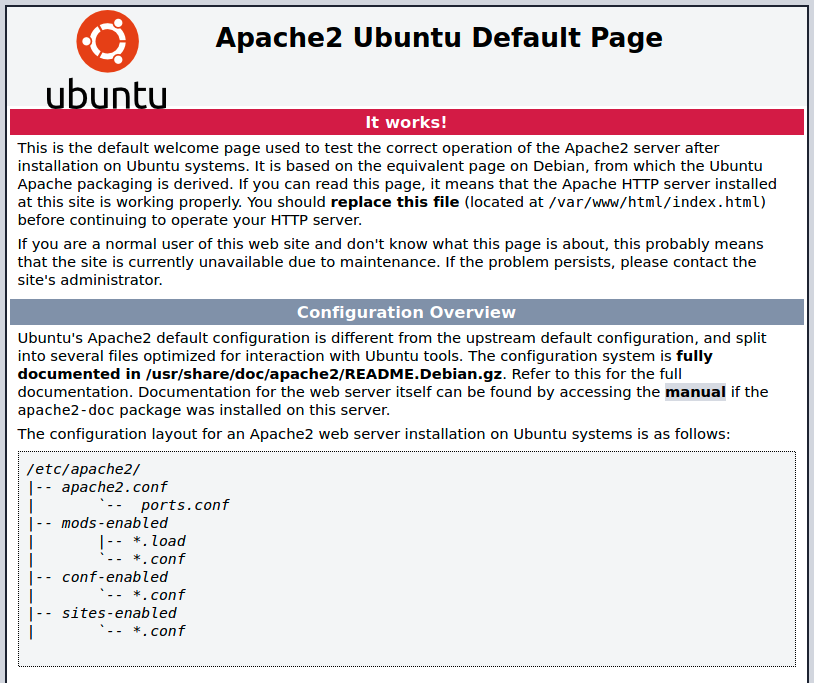 ubuntu
Apache2 Ubuntu Default Page
It works!
This is the default welcome page used to test the correct operation of the Apache2 server after
installation on Ubuntu systems. It is based on the equivalent page on Debian, from which the Ubuntu
Apache packaging is derived. If you can read this page, it means that the Apache HTTP server installed
at this site is working properly. You should replace this file (located at /var/www/html/index.html)
before continuing to operate your HTTP server.
If you are a normal user of this web site and don't know what this page is about, this probably means
that the site is currently unavailable due to maintenance. If the problem persists, please contact the
site's administrator.
Configuration Overview
Ubuntu's Apache2 default configuration is different from the upstream default configuration, and split
into several files optimized for interaction with Ubuntu tools. The configuration system is fully
documented in /usr/share/doc/apache2/README.Debian.gz. Refer to this for the full
documentation. Documentation for the web server itself can be found by accessing the manual if the
apache2-doc package was installed on this server.
The configuration layout for an Apache2 web server installation on Ubuntu systems is as follows:
/etc/apache2/
|-- apache2.conf
|       `--  ports.conf
|-- mods-enabled
|       |-- *.load
|       `-- *.conf
|-- conf-enabled
|       `-- *.conf
|-- sites-enabled
|       `-- *.conf